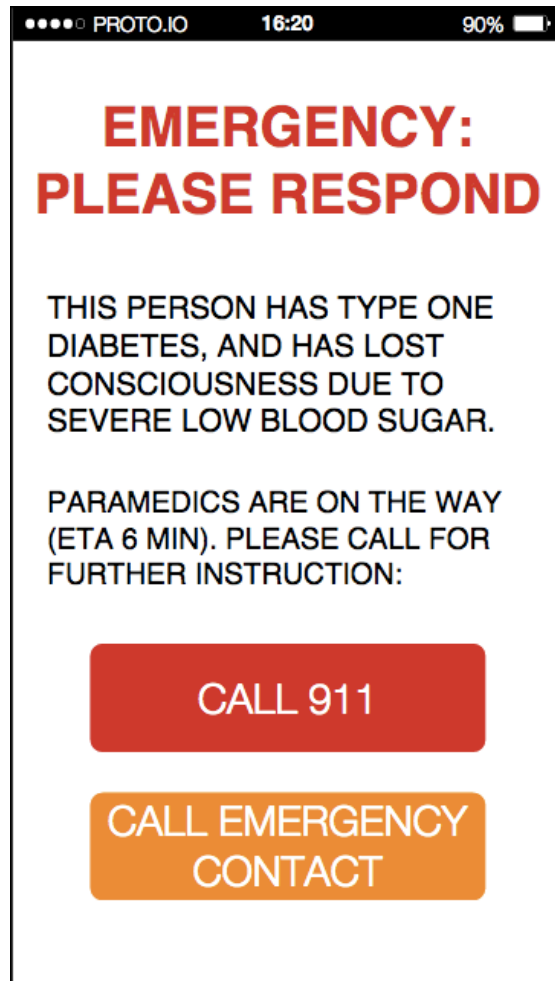 PROTO.IO 16:20 90%
EMERGENCY:
PLEASE RESPOND
THIS PERSON HAS TYPE ONE
DIABETES, AND HAS LOST
CONSCIOUSNESS DUE TO
SEVERE LOW BLOOD SUGAR.
PARAMEDICS ARE ON THE WAY
(ETA 6 MIN). PLEASE CALL FOR
FURTHER INSTRUCTION:
CALL 911
CALL EMERGENCY
CONTACT